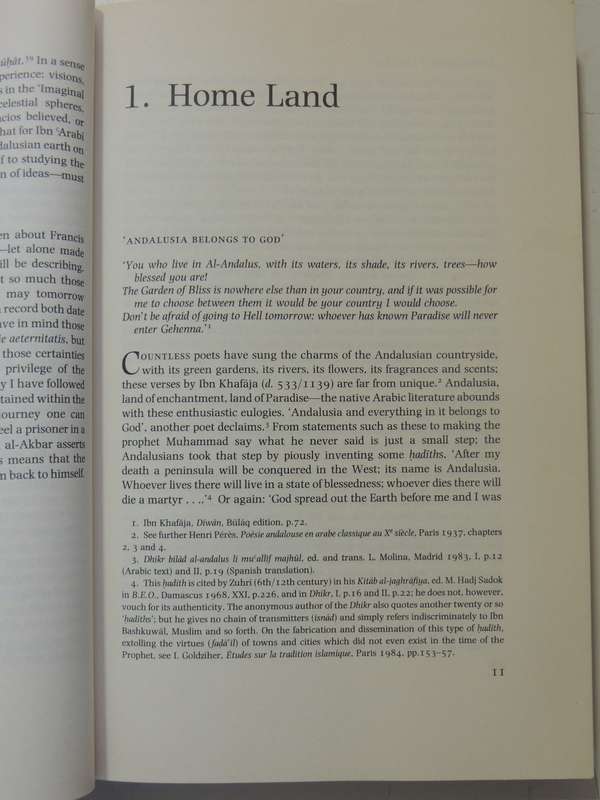 ūḥāt.¹⁹ In a sense
perience; visions,
s in the 'Imaginal
celestial spheres,
cios believed, or
hat for Ibn ʿArabī
dalusian earth on
f to studying the
n of ideas—must
en about Francis
—let alone made
ill be describing,
t so much those
may tomorrow
record both date
ave in mind those
ie aeternitatis, but
those certainties
privilege of the
y I have followed
tained within the
journey one can
eel a prisoner in a
al-Akbar asserts
s means that the
n back to himself.
1. Home Land
'ANDALUSIA BELONGS TO GOD'
'You who live in Al-Andalus, with its waters, its shade, its rivers, trees—how
blessed you are!
The Garden of Bliss is nowhere else than in your country, and if it was possible for
me to choose between them it would be your country I would choose.
Don't be afraid of going to Hell tomorrow: whoever has known Paradise will never
enter Gehenna.'¹
COUNTLESS poets have sung the charms of the Andalusian countryside,
with its green gardens, its rivers, its flowers, its fragrances and scents;
these verses by Ibn Khafāja (d. 533/1139) are far from unique.² Andalusia,
land of enchantment, land of Paradise—the native Arabic literature abounds
with these enthusiastic eulogies. 'Andalusia and everything in it belongs to
God', another poet declaims.³ From statements such as these to making the
prophet Muhammad say what he never said is just a small step; the
Andalusians took that step by piously inventing some ḥadīths. 'After my
death a peninsula will be conquered in the West; its name is Andalusia.
Whoever lives there will live in a state of blessedness; whoever dies there will
die a martyr . . . .'⁴ Or again: 'God spread out the Earth before me and I was
1. Ibn Khafāja, Dīwān, Būlāq edition, p.72.
2. See further Henri Pérès, Poésie andalouse en arabe classique au Xᵉ siècle, Paris 1937, chapters
2, 3 and 4.
3. Dhikr bilād al-andalus li muʾallif majhūl, ed. and trans. L. Molina, Madrid 1983, I, p.12
(Arabic text) and II, p.19 (Spanish translation).
4. This ḥadīth is cited by Zuhrī (6th/12th century) in his Kitāb al-jaghrāfiya, ed. M. Hadj Sadok
in B.E.O., Damascus 1968, XXI, p.226, and in Dhikr, I, p.16 and II, p.22; he does not, however,
vouch for its authenticity. The anonymous author of the Dhikr also quotes another twenty or so
'ḥadīths'; but he gives no chain of transmitters (isnād) and simply refers indiscriminately to Ibn
Bashkuwāl, Muslim and so forth. On the fabrication and dissemination of this type of ḥadīth,
extolling the virtues (faḍāʾil) of towns and cities which did not even exist in the time of the
Prophet, see I. Goldziher, Études sur la tradition islamique, Paris 1984, pp.153–57.
11